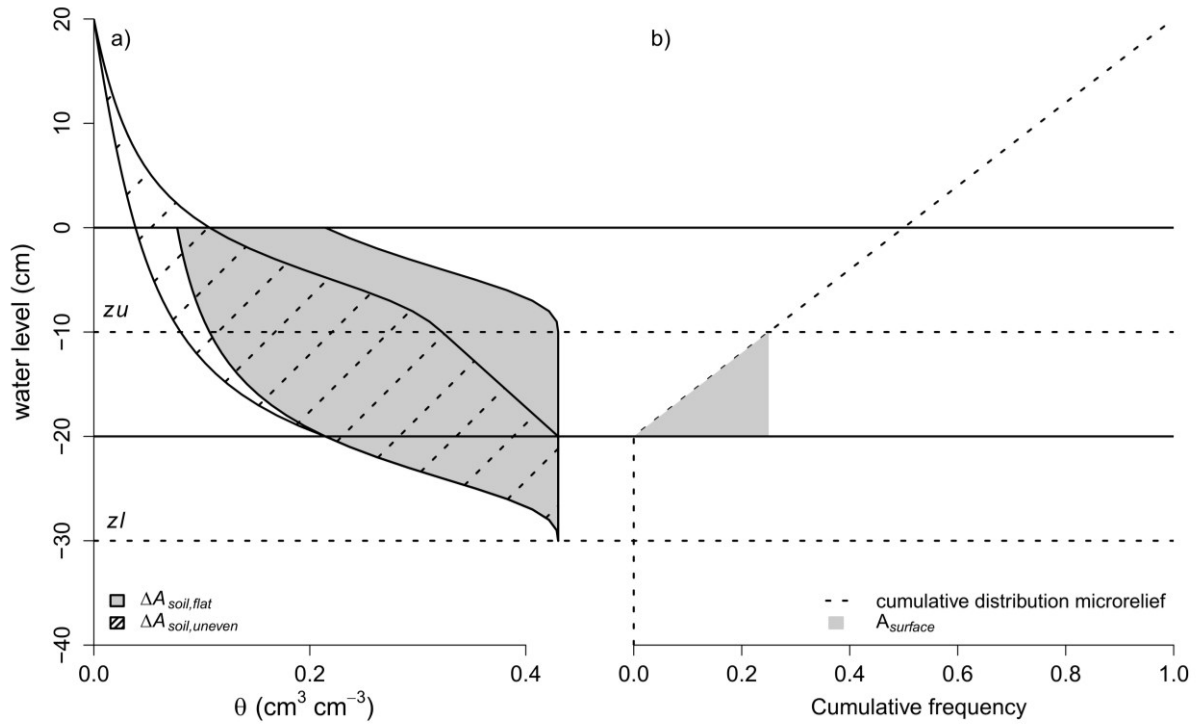 a)
b)
water level (cm)
20
10
0
−10
−20
−30
−40
zu
zl
ΔA soil,flat
ΔA soil,uneven
cumulative distribution microrelief
A surface
0.0 0.2 0.4
θ (cm³ cm⁻³)
0.0 0.2 0.4 0.6 0.8 1.0
Cumulative frequency